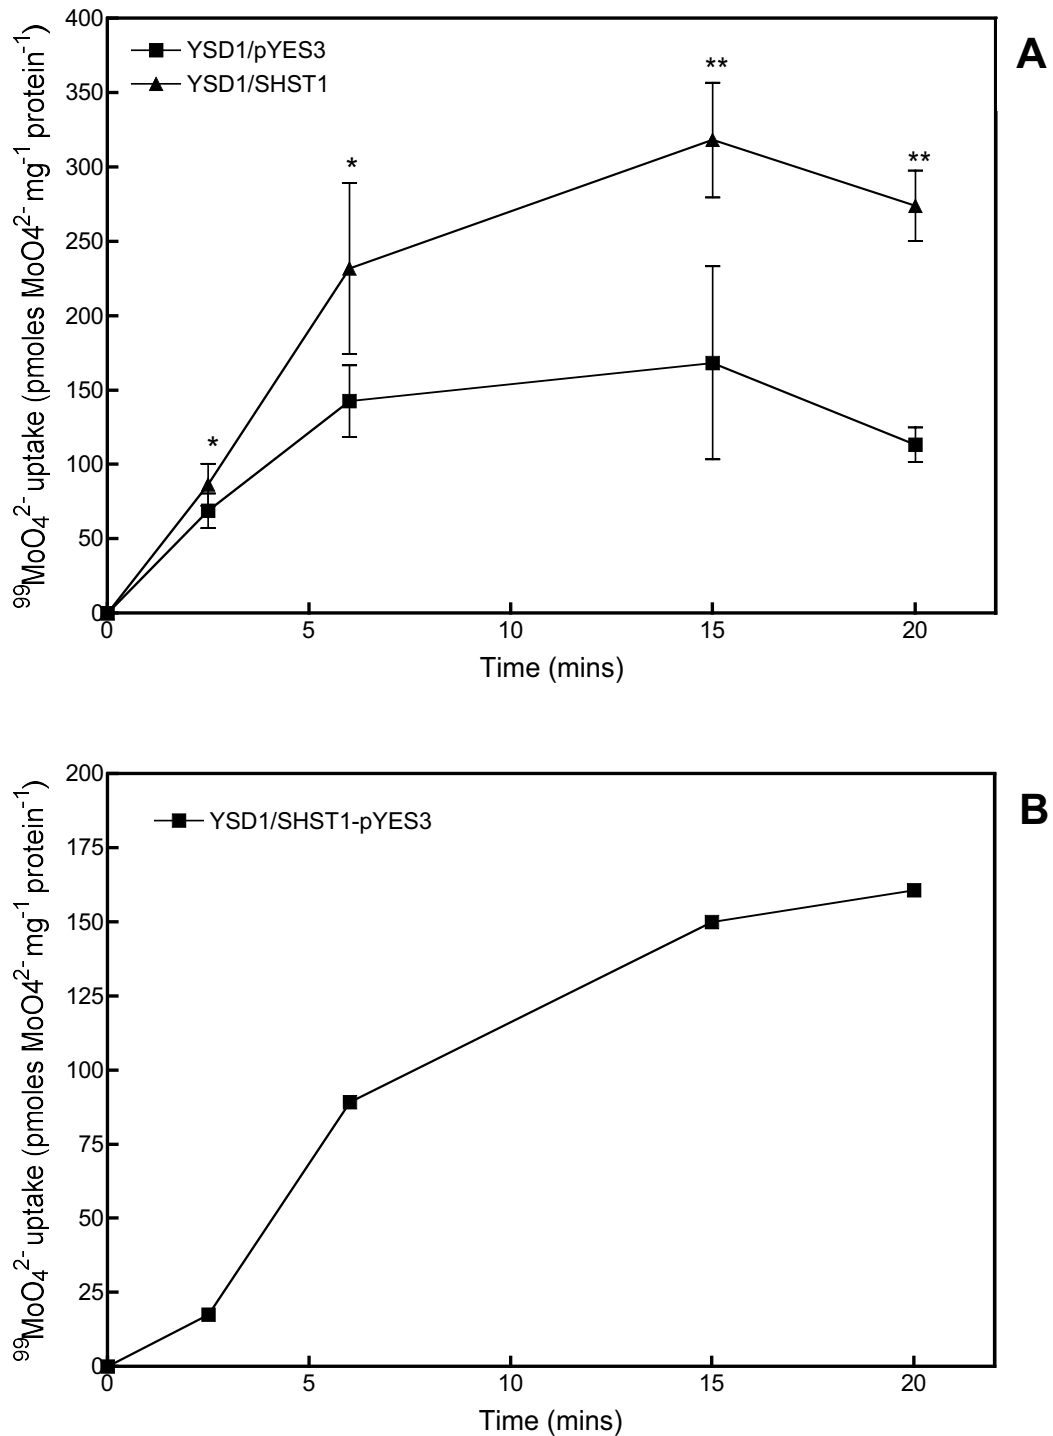 A
YSD1/pYES3
YSD1/SHST1
⁹⁹MoO₄²⁻ uptake (pmoles MoO4²⁻ mg⁻¹ protein⁻¹)
400
350
300
250
200
150
100
50
0
*
*
**
**
0 5 10 15 20
Time (mins)
B
YSD1/SHST1-pYES3
⁹⁹MoO₄²⁻ uptake (pmoles MoO4²⁻ mg⁻¹ protein⁻¹)
200
175
150
125
100
75
50
25
0
0 5 10 15 20
Time (mins)